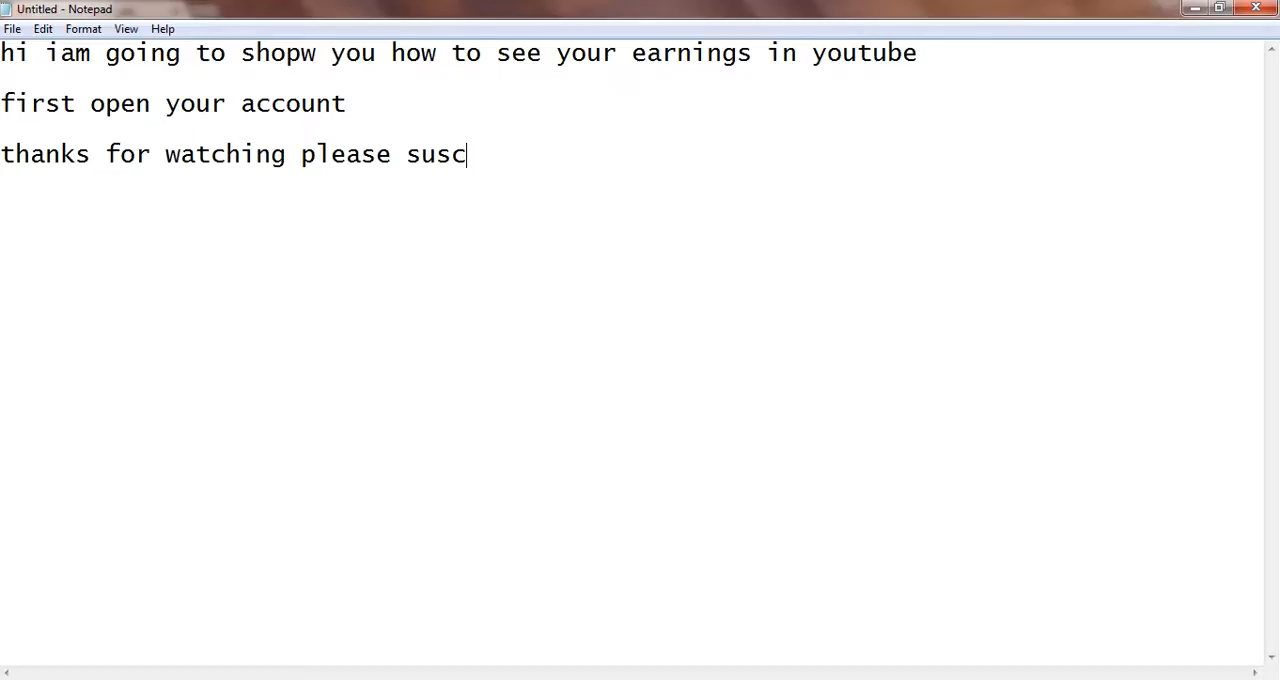 Untitled - Notepad
File Edit Format View Help
hi iam going to shopw you how to see your earnings in youtube
first open your account
thanks for watching please susc